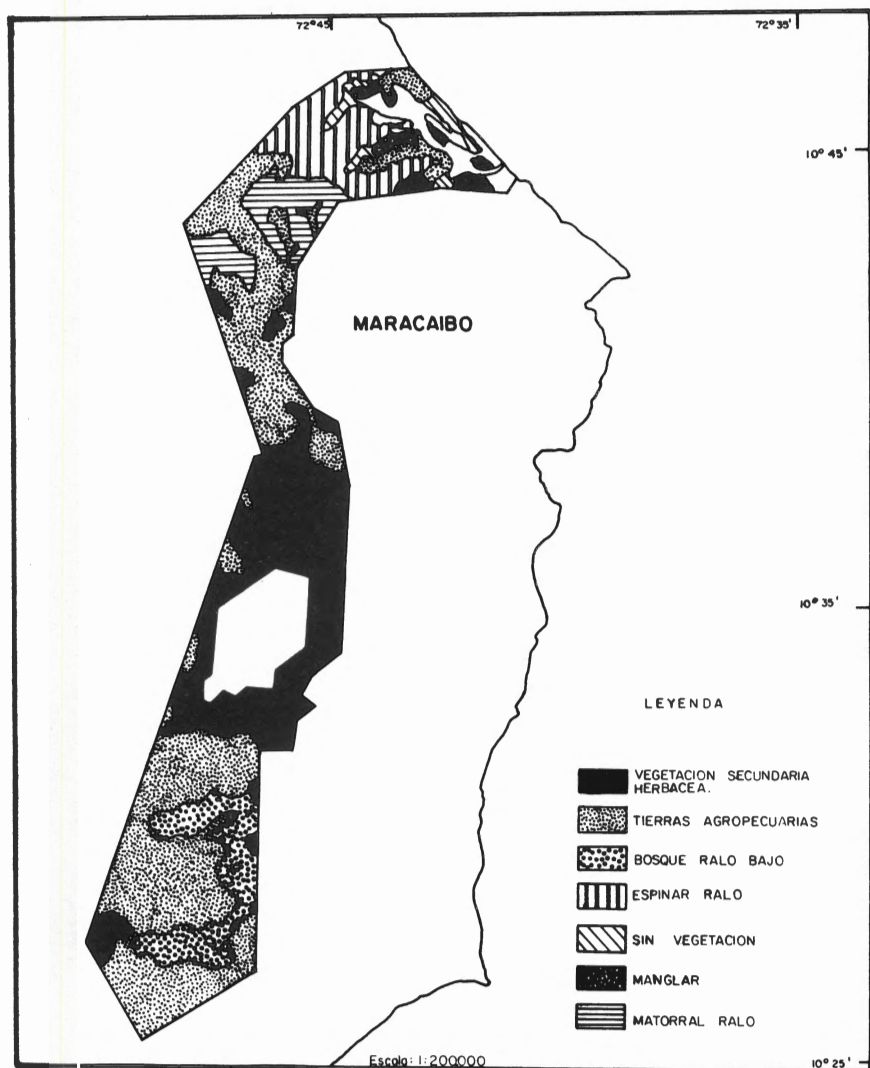 72°45'
72° 35'
10° 45'
MARACAIBO
10° 35'
LEYENDA
VEGETACION SECUNDARIA
HERBACEA.
TIERRAS AGROPECUARIAS
BOSQUE RALO BAJO
ESPINAR RALO
SIN VEGETACION
MANGLAR
MATORRAL RALO
Escala: 1:200000
10° 25'